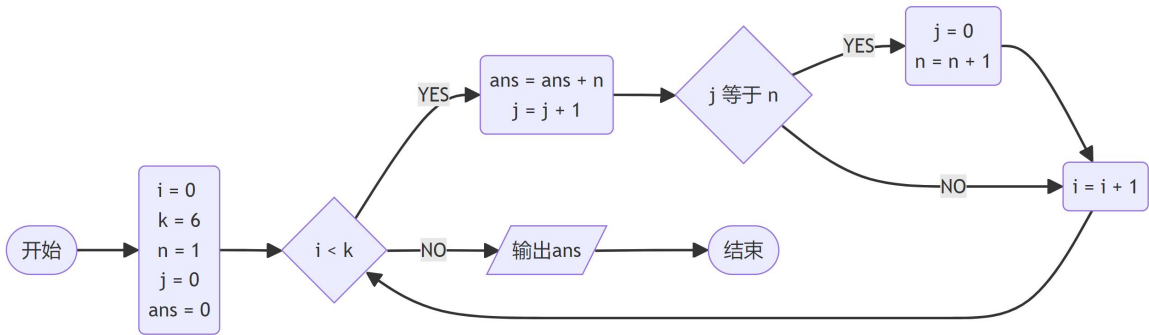 开始
i = 0
k = 6
n = 1
j = 0
ans = 0
i < k
YES
ans = ans + n
j = j + 1
j 等于 n
YES
j = 0
n = n + 1
NO
i = i + 1
NO
输出ans
结束